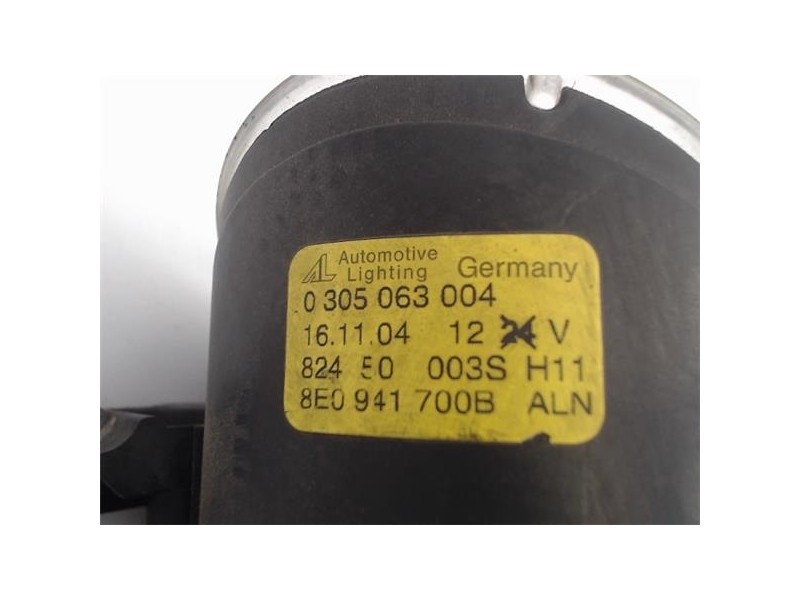 AL Automotive Lighting Germany
0 305 063 004
16.11.04 12 24 V
824 50 003S H11
8E0 941 700B ALN